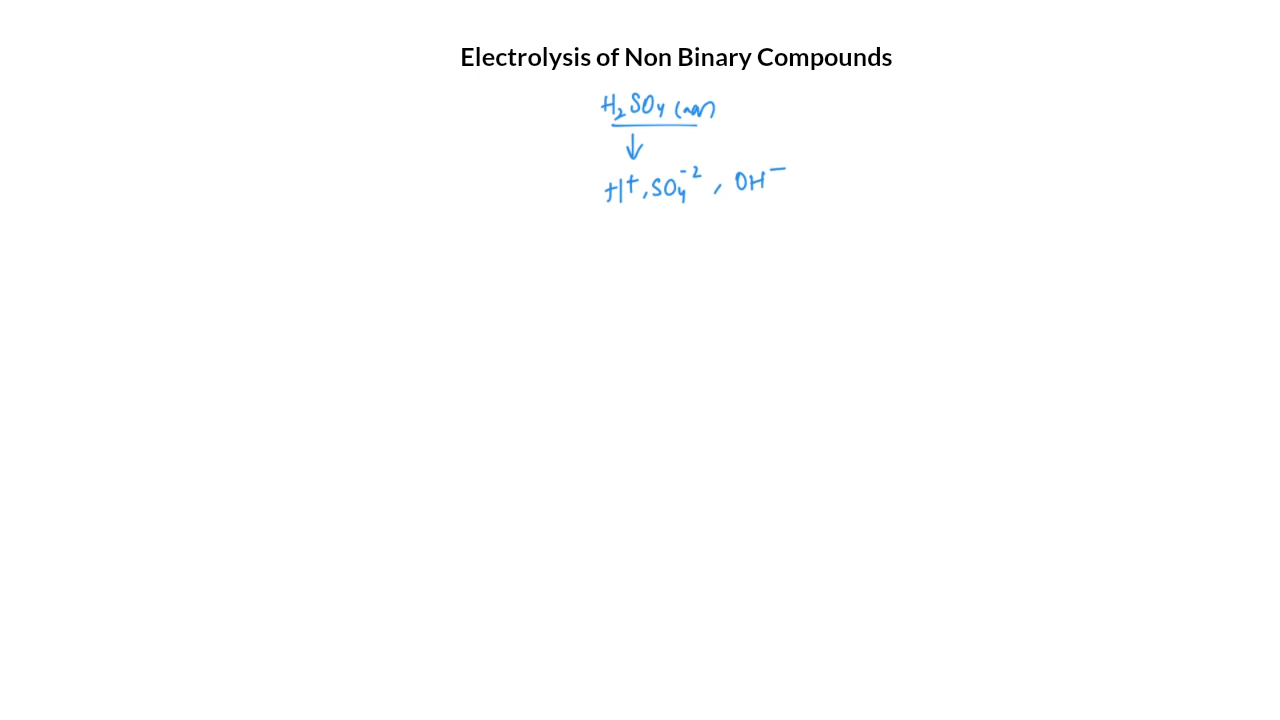 Electrolysis of Non Binary Compounds
H₂SO₄ (aq)
↓
H⁺, SO₄⁻², OH⁻